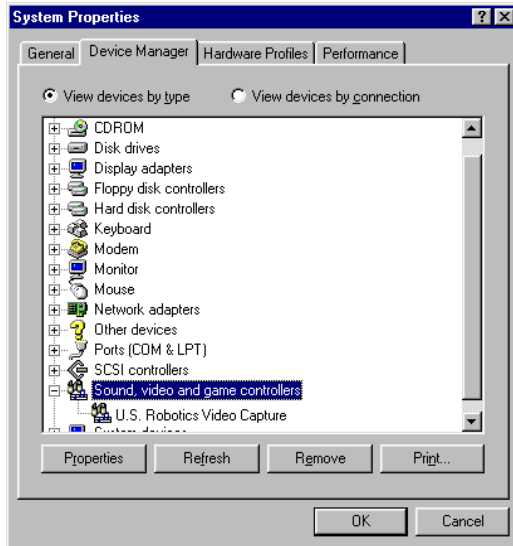 System Properties
General Device Manager Hardware Profiles Performance
View devices by type View devices by connection
CDROM
Disk drives
Display adapters
Floppy disk controllers
Hard disk controllers
Keyboard
Modem
Monitor
Mouse
Network adapters
Other devices
Ports (COM & LPT)
SCSI controllers
Sound, video and game controllers
U.S. Robotics Video Capture
System devices
Properties Refresh Remove Print...
OK Cancel